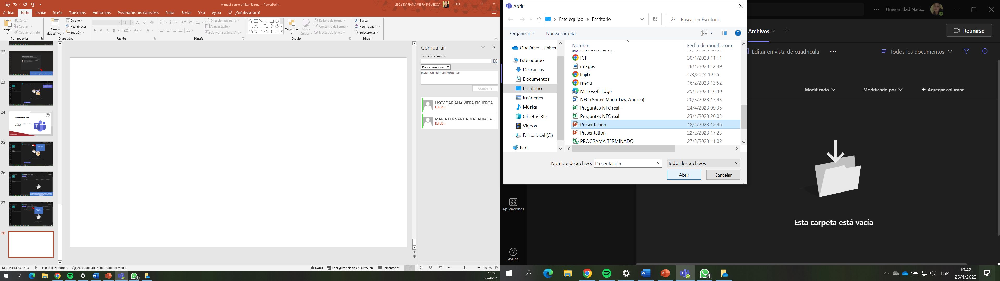 Manual como utilizar Teams - PowerPoint
LISCY DARIANA VIERA FIGUEROA
Archivo Inicio Insertar Diseño Transiciones Animaciones Presentación con diapositivas Grabar Revisar Vista Ayuda ¿Qué desea hacer?
Pegar
Cortar
Copiar
Copiar formato
Portapapeles
Nueva diapositiva
Diseño
Restablecer
Sección
Diapositivas
18
N K S S abc AV Aa A
Fuente
Dirección del texto
Alinear texto
Convertir a SmartArt
Párrafo
Organizar
Estilos rápidos
Relleno de forma
Contorno de forma
Efectos de forma
Dibujo
Buscar
Reemplazar
Seleccionar
Edición
22
23
24
Microsoft 365
4. Agregar archivos a los canales.
25
26
27
28
Compartir
Invitar a personas
Puede visualizar
Incluir un mensaje (opcional)
Compartir
LISCY DARIANA VIERA FIGUEROA
Edición
MARIA FERNANDA MARADIAGA...
Edición
Diapositiva 28 de 28 Español (Honduras) Accesibilidad: es necesario investigar
Notas Configuración de visualización Comentarios 102 %
10:42
25/4/2023
Abrir
Este equipo Escritorio
Buscar en Escritorio
Organizar Nueva carpeta
OneDrive - Univers
Este equipo
Descargas
Documentos
Escritorio
Imágenes
Música
Objetos 3D
Videos
Disco local (C:)
Red
Nombre Fecha de modificación
GitHub Desktop
ICT 30/1/2023 11:11
images 18/4/2023 12:49
ljnjib 4/3/2023 19:55
menu 16/2/2023 13:52
Microsoft Edge 25/1/2023 16:30
NFC (Anner_Maria_Lizy_Andrea) 20/3/2023 13:43
Preguntas NFC real 1 24/4/2023 09:35
Preguntas NFC real 23/4/2023 20:03
Presentación 18/4/2023 12:46
Presentation 22/2/2023 17:23
PROGRAMA TERMINADO 27/3/2023 11:02
Nombre de archivo: Presentación
Todos los archivos
Abrir Cancelar
Universidad Naci...
Archivos
Reunirse
Editar en vista de cuadrícula
Todos los documentos
Modificado Modificado por Agregar columna
Esta carpeta está vacía
Aplicaciones
Ayuda
1
ESP
10:42
25/4/2023